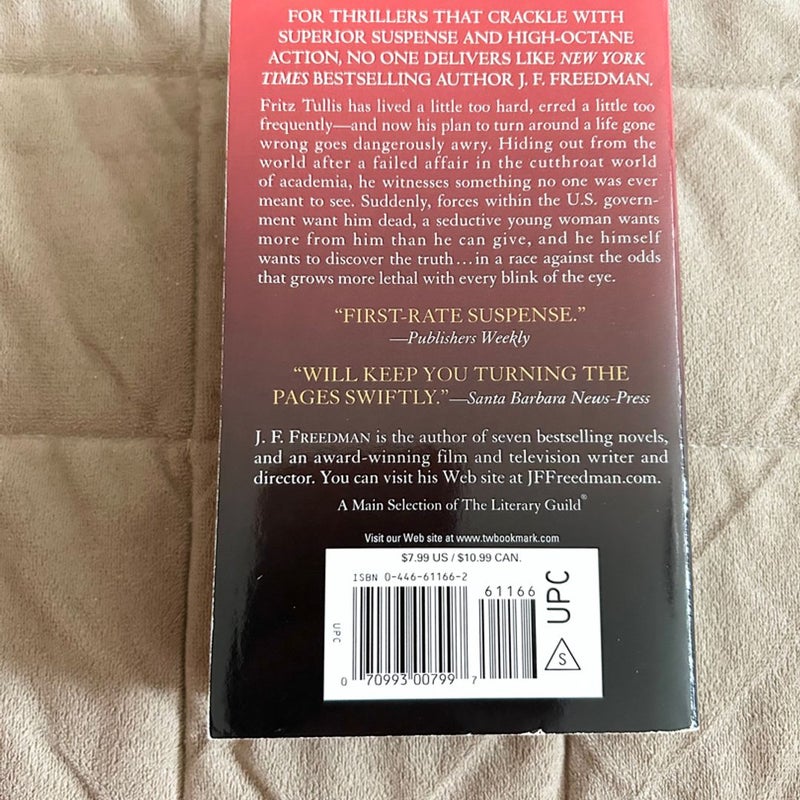 FOR THRILLERS THAT CRACKLE WITH
SUPERIOR SUSPENSE AND HIGH-OCTANE
ACTION, NO ONE DELIVERS LIKE NEW YORK
TIMES BESTSELLING AUTHOR J. F. FREEDMAN.
Fritz Tullis has lived a little too hard, erred a little too
frequently—and now his plan to turn around a life gone
wrong goes dangerously awry. Hiding out from the
world after a failed affair in the cutthroat world
of academia, he witnesses something no one was ever
meant to see. Suddenly, forces within the U.S. govern-
ment want him dead, a seductive young woman wants
more from him than he can give, and he himself
wants to discover the truth...in a race against the odds
that grows more lethal with every blink of the eye.
“FIRST-RATE SUSPENSE.”
—Publishers Weekly
“WILL KEEP YOU TURNING THE
PAGES SWIFTLY.”—Santa Barbara News-Press
J. F. FREEDMAN is the author of seven bestselling novels,
and an award-winning film and television writer and
director. You can visit his Web site at JFFreedman.com.
A Main Selection of The Literary Guild®
Visit our Web site at www.twbookmark.com
$7.99 US / $10.99 CAN.
ISBN 0-446-61166-2
61166
UPC
UPC
S
0 70993 00799 7